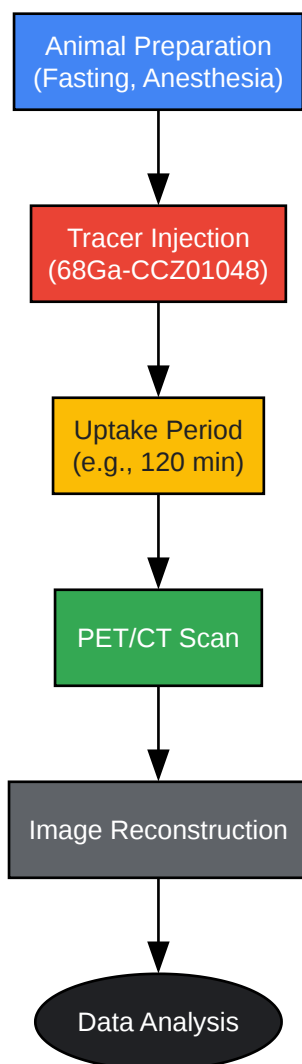 Animal Preparation
(Fasting, Anesthesia)
Tracer Injection
(68Ga-CCZ01048)
Uptake Period
(e.g., 120 min)
PET/CT Scan
Image Reconstruction
Data Analysis